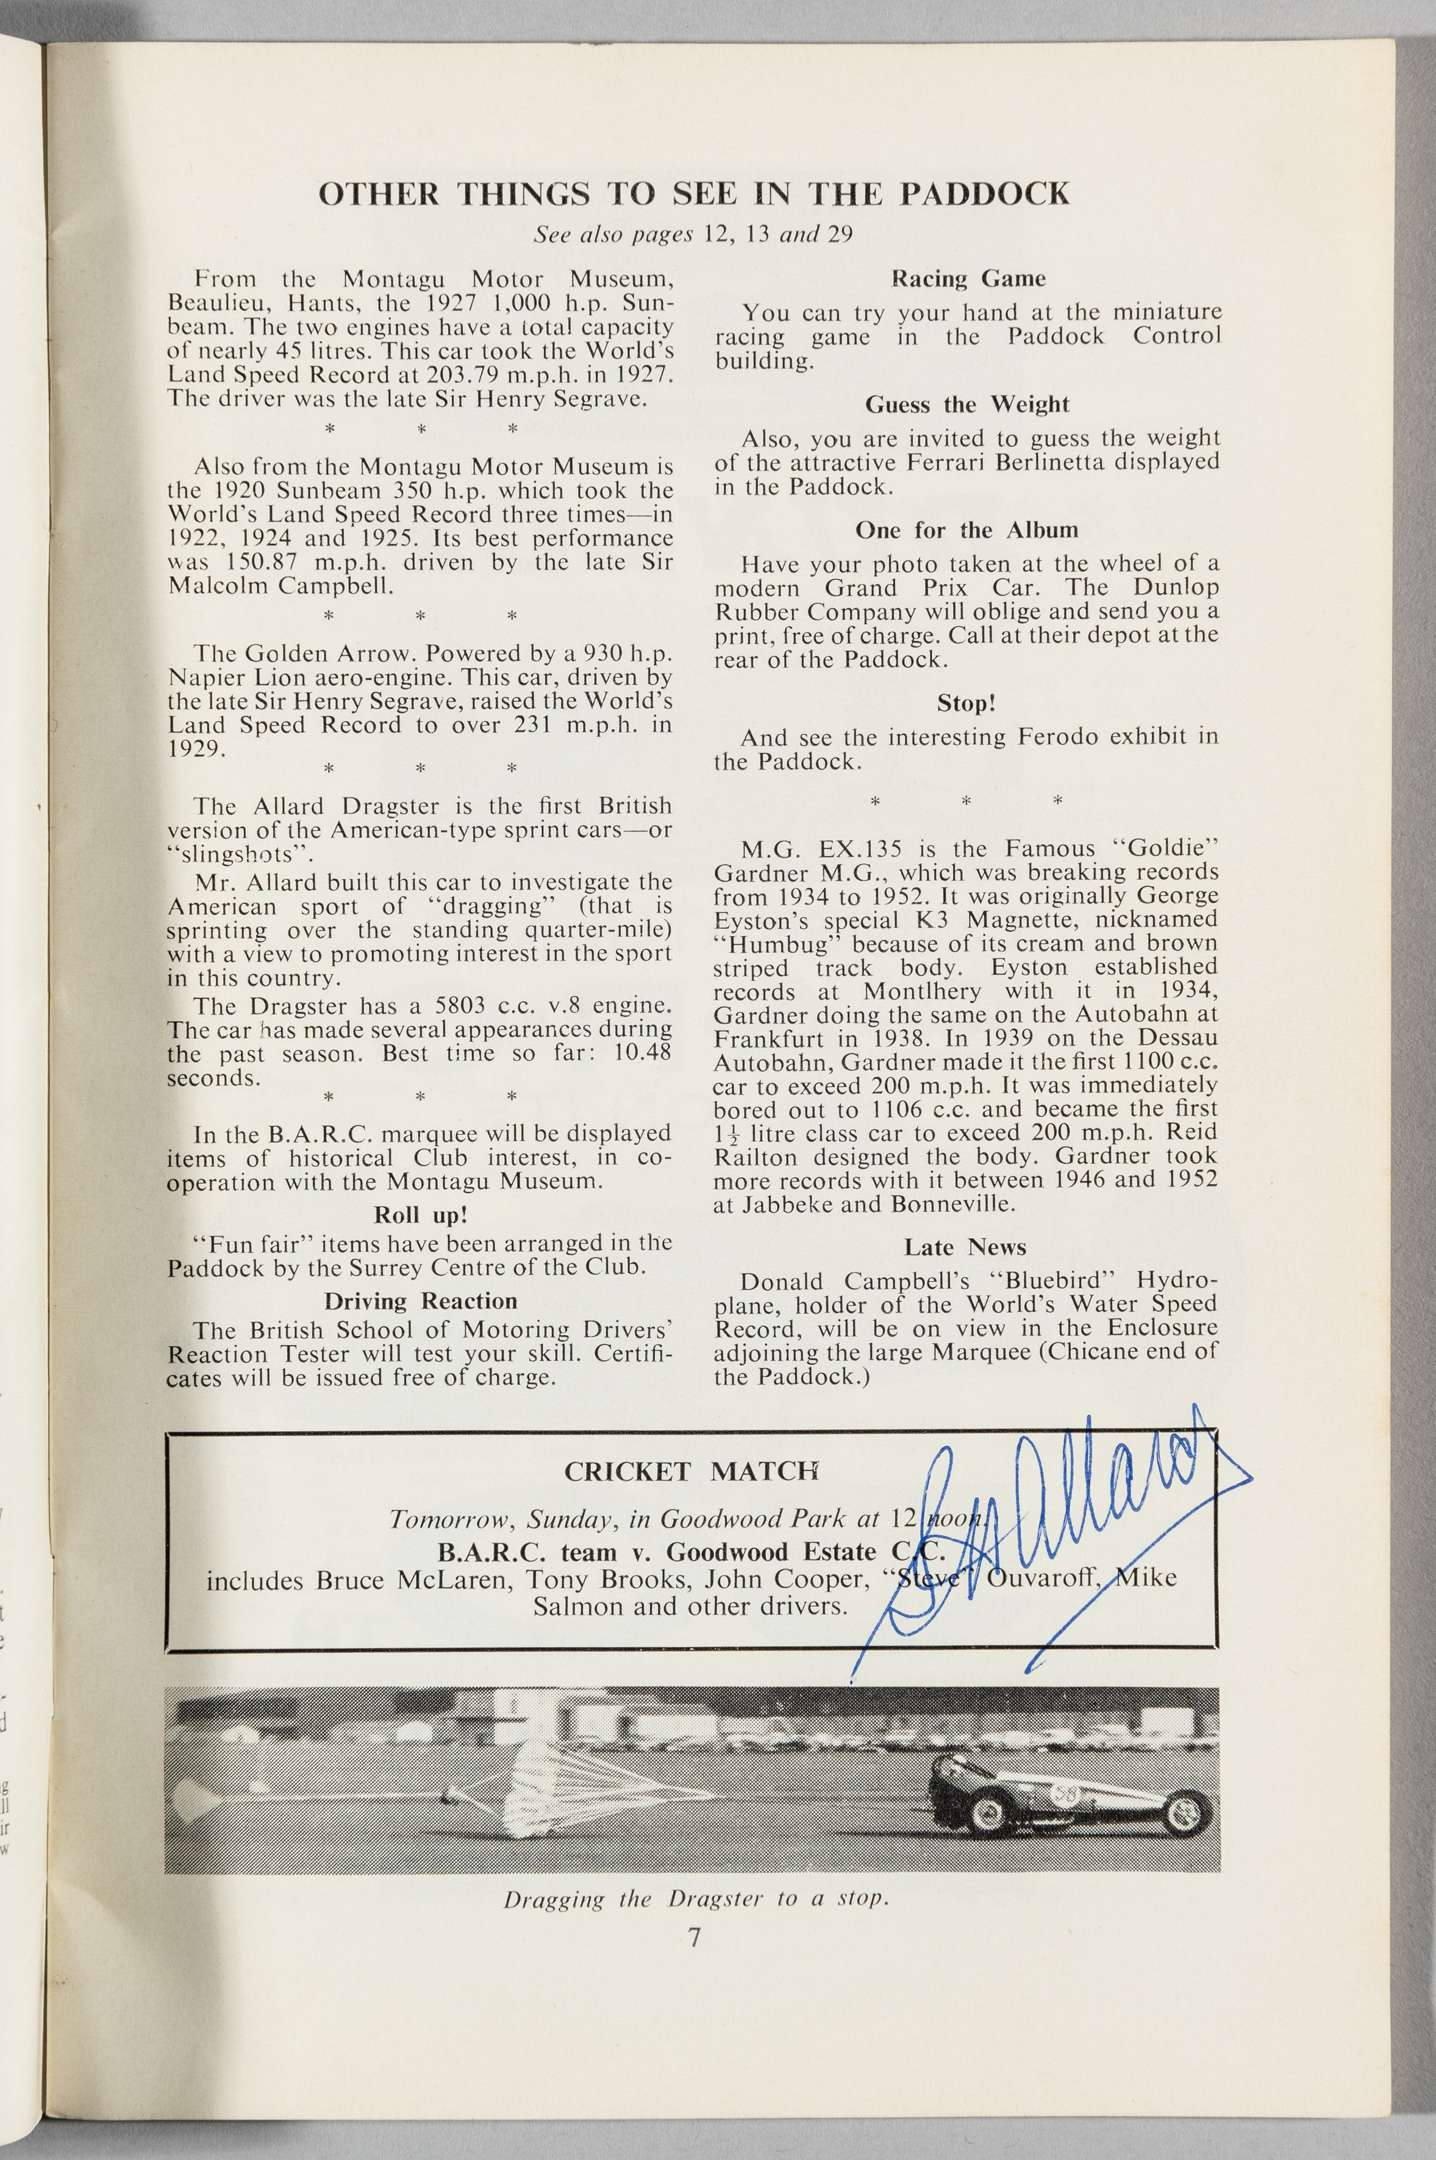 OTHER THINGS TO SEE IN THE PADDOCK
See also pages 12, 13 and 29
From the Montagu Motor Museum,
Beaulieu, Hants, the 1927 1,000 h.p. Sun-
beam. The two engines have a total capacity
of nearly 45 litres. This car took the World's
Land Speed Record at 203.79 m.p.h. in 1927.
The driver was the late Sir Henry Segrave.
* * *
Also from the Montagu Motor Museum is
the 1920 Sunbeam 350 h.p. which took the
World's Land Speed Record three times—in
1922, 1924 and 1925. Its best performance
was 150.87 m.p.h. driven by the late Sir
Malcolm Campbell.
* * *
The Golden Arrow. Powered by a 930 h.p.
Napier Lion aero-engine. This car, driven by
the late Sir Henry Segrave, raised the World's
Land Speed Record to over 231 m.p.h. in
1929.
* * *
The Allard Dragster is the first British
version of the American-type sprint cars—or
"slingshots".
Mr. Allard built this car to investigate the
American sport of "dragging" (that is
sprinting over the standing quarter-mile)
with a view to promoting interest in the sport
in this country.
The Dragster has a 5803 c.c. v.8 engine.
The car has made several appearances during
the past season. Best time so far: 10.48
seconds.
* * *
In the B.A.R.C. marquee will be displayed
items of historical Club interest, in co-
operation with the Montagu Museum.
Roll up!
"Fun fair" items have been arranged in the
Paddock by the Surrey Centre of the Club.
Driving Reaction
The British School of Motoring Drivers'
Reaction Tester will test your skill. Certifi-
cates will be issued free of charge.
Racing Game
You can try your hand at the miniature
racing game in the Paddock Control
building.
Guess the Weight
Also, you are invited to guess the weight
of the attractive Ferrari Berlinetta displayed
in the Paddock.
One for the Album
Have your photo taken at the wheel of a
modern Grand Prix Car. The Dunlop
Rubber Company will oblige and send you a
print, free of charge. Call at their depot at the
rear of the Paddock.
Stop!
And see the interesting Ferodo exhibit in
the Paddock.
* * *
M.G. EX.135 is the Famous "Goldie"
Gardner M.G., which was breaking records
from 1934 to 1952. It was originally George
Eyston's special K3 Magnette, nicknamed
"Humbug" because of its cream and brown
striped track body. Eyston established
records at Montlhery with it in 1934,
Gardner doing the same on the Autobahn at
Frankfurt in 1938. In 1939 on the Dessau
Autobahn, Gardner made it the first 1100 c.c.
car to exceed 200 m.p.h. It was immediately
bored out to 1106 c.c. and became the first
1½ litre class car to exceed 200 m.p.h. Reid
Railton designed the body. Gardner took
more records with it between 1946 and 1952
at Jabbeke and Bonneville.
Late News
Donald Campbell's "Bluebird" Hydro-
plane, holder of the World's Water Speed
Record, will be on view in the Enclosure
adjoining the large Marquee (Chicane end of
the Paddock.)
CRICKET MATCH
Tomorrow, Sunday, in Goodwood Park at 12 noon.
B.A.R.C. team v. Goodwood Estate C.C.
includes Bruce McLaren, Tony Brooks, John Cooper, "Steve" Ouvaroff, Mike
Salmon and other drivers.
S H Allard
58
Dragging the Dragster to a stop.
7